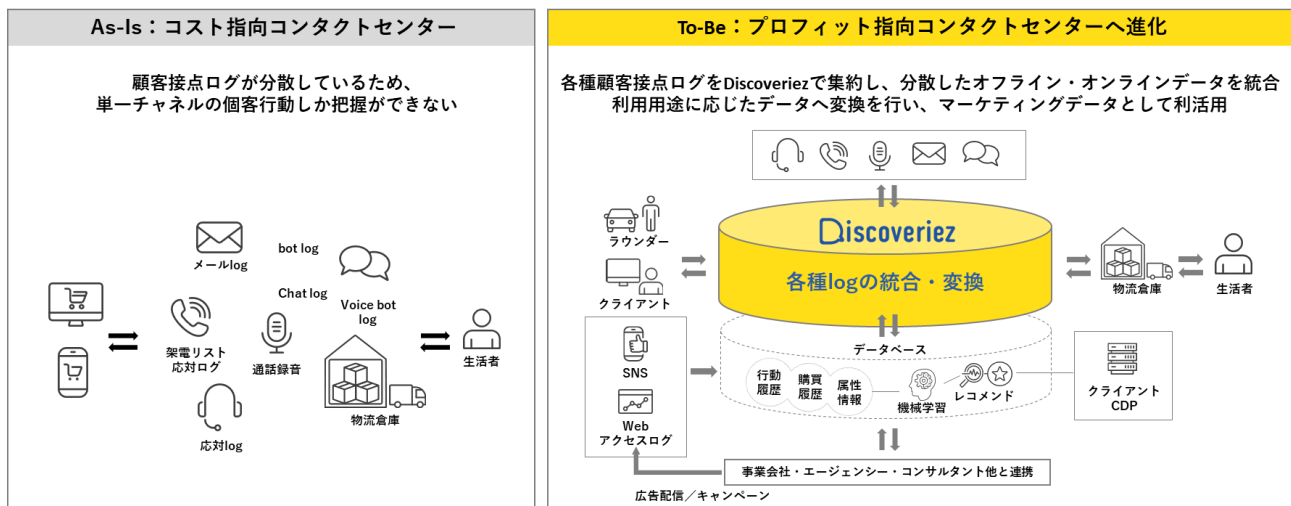 As-Is：コスト指向コンタクトセンター
顧客接点ログが分散しているため、
単一チャネルの個客行動しか把握ができない
メールlog
bot log
Chat log
Voice bot
log
架電リスト
応対ログ
通話録音
応対log
物流倉庫
生活者
To-Be：プロフィット指向コンタクトセンターへ進化
各種顧客接点ログをDiscoveriezで集約し、分散したオフライン・オンラインデータを統合
利用用途に応じたデータへ変換を行い、マーケティングデータとして利活用
ラウンダー
クライアント
Discoveriez
各種logの統合・変換
物流倉庫
生活者
データベース
SNS
Web
アクセスログ
行動
履歴
購買
履歴
属性
情報
機械学習
レコメンド
クライアント
CDP
事業会社・エージェンシー・コンサルタント他と連携
広告配信／キャンペーン